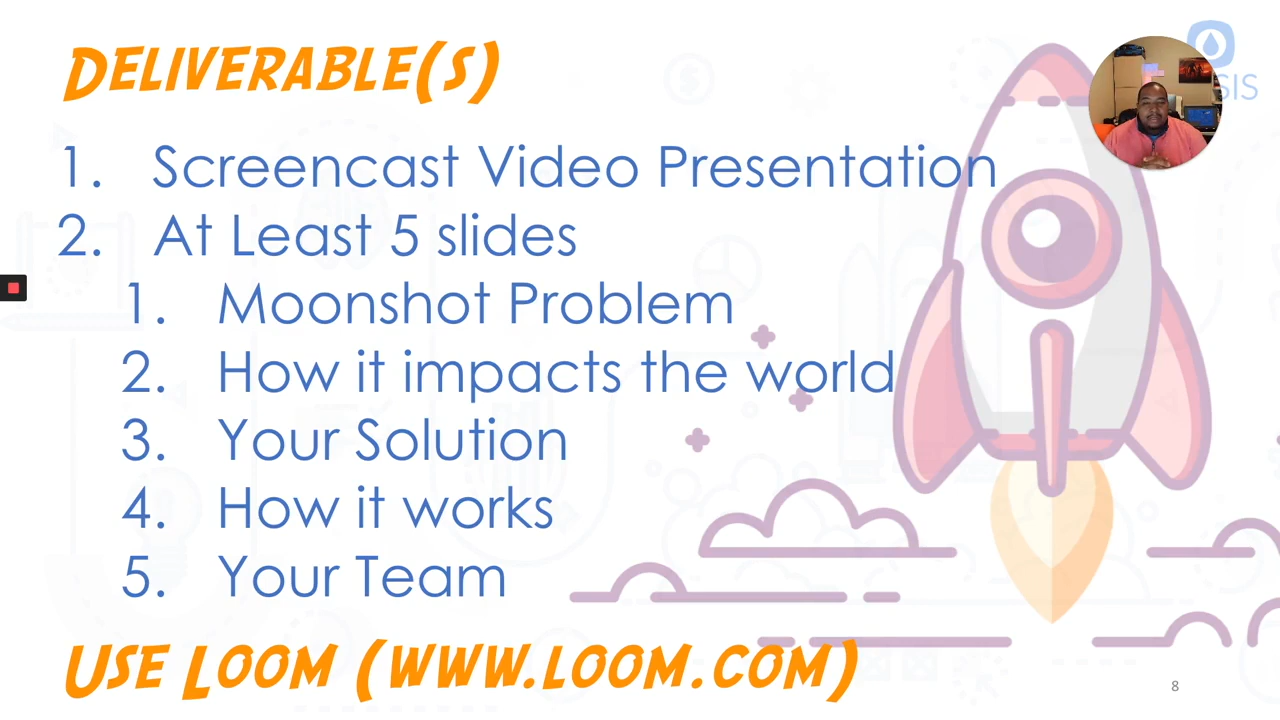 Deliverable(s)
1. Screencast Video Presentation
2. At Least 5 slides
1. Moonshot Problem
2. How it impacts the world
3. Your Solution
4. How it works
5. Your Team
Use Loom (www.loom.com)
8